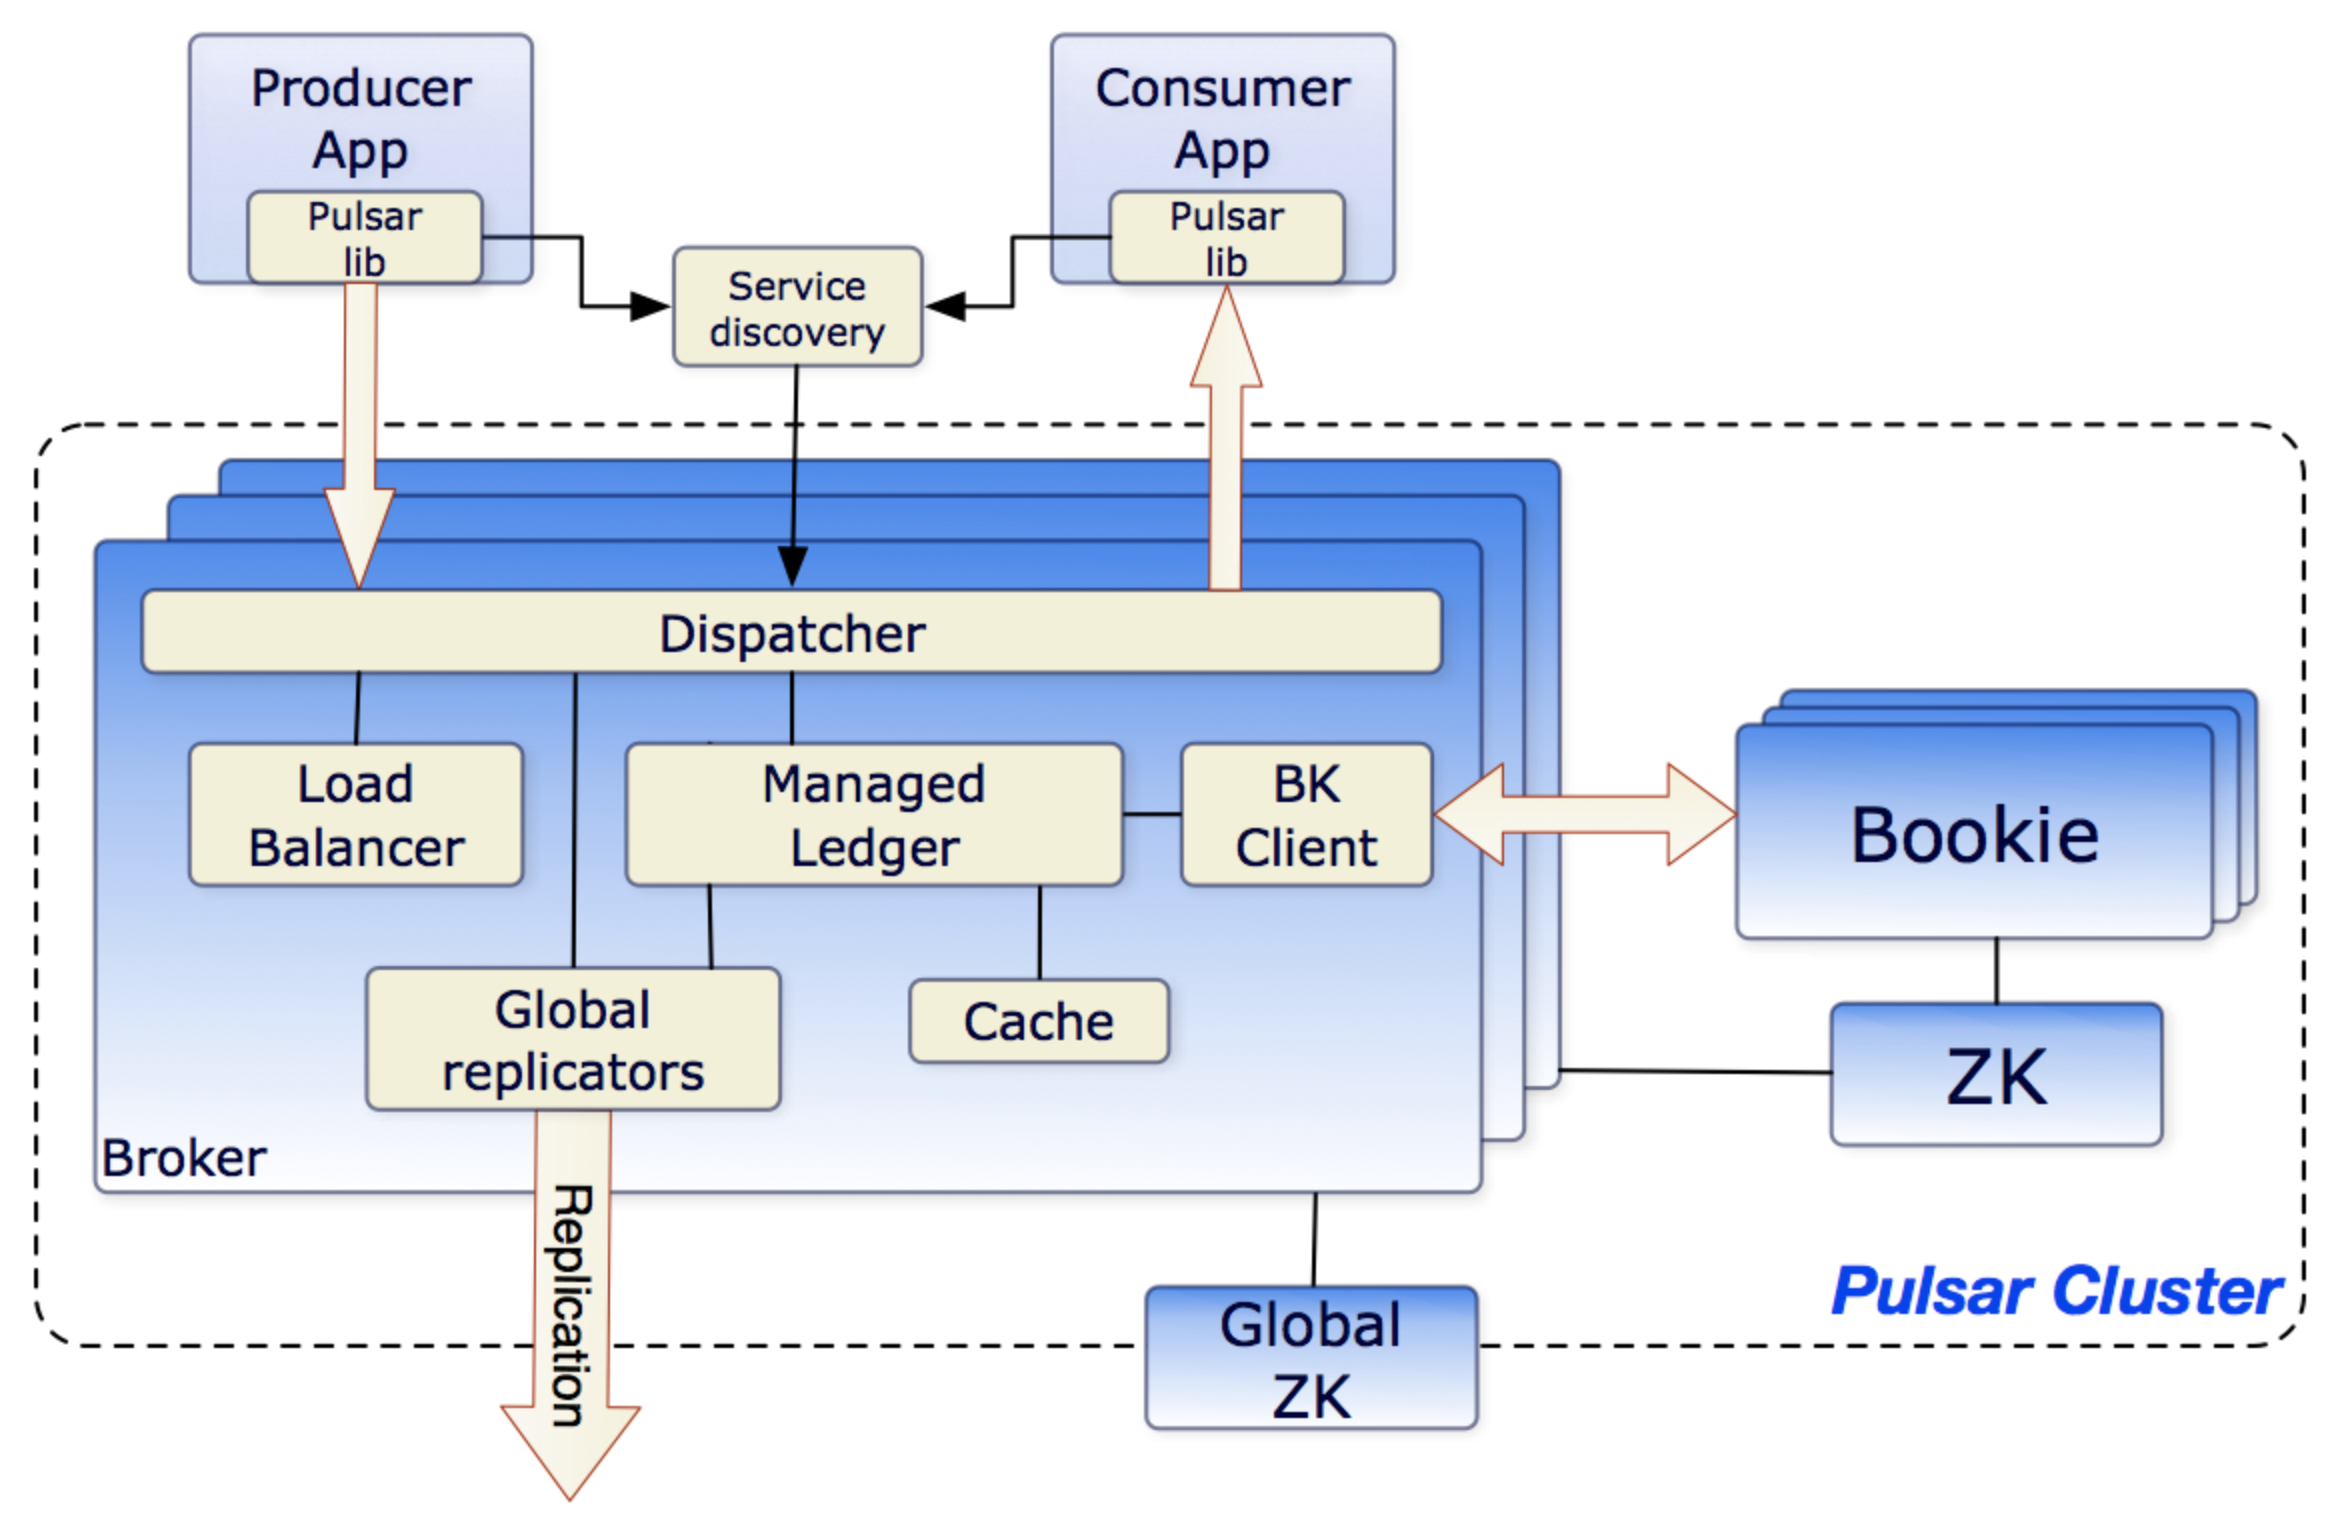 Producer
App
Pulsar
lib
Consumer
App
Pulsar
lib
Service
discovery
Dispatcher
Load
Balancer
Managed
Ledger
BK
Client
Bookie
Global
replicators
Cache
ZK
Broker
Replication
Pulsar Cluster
Global
ZK